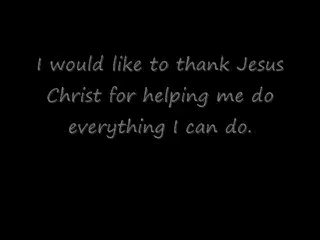 I would like to thank Jesus
Christ for helping me do
everything I can do.